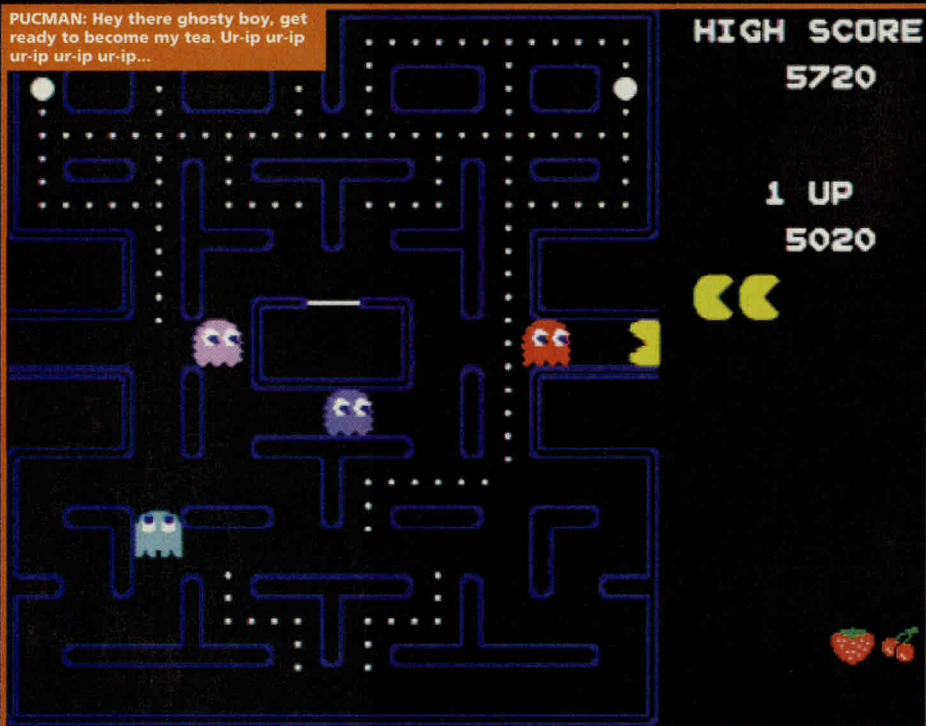 PUCMAN: Hey there ghosty boy, get
ready to become my tea. Ur-ip ur-ip
ur-ip ur-ip ur-ip...
HIGH SCORE
5720
1 UP
5020